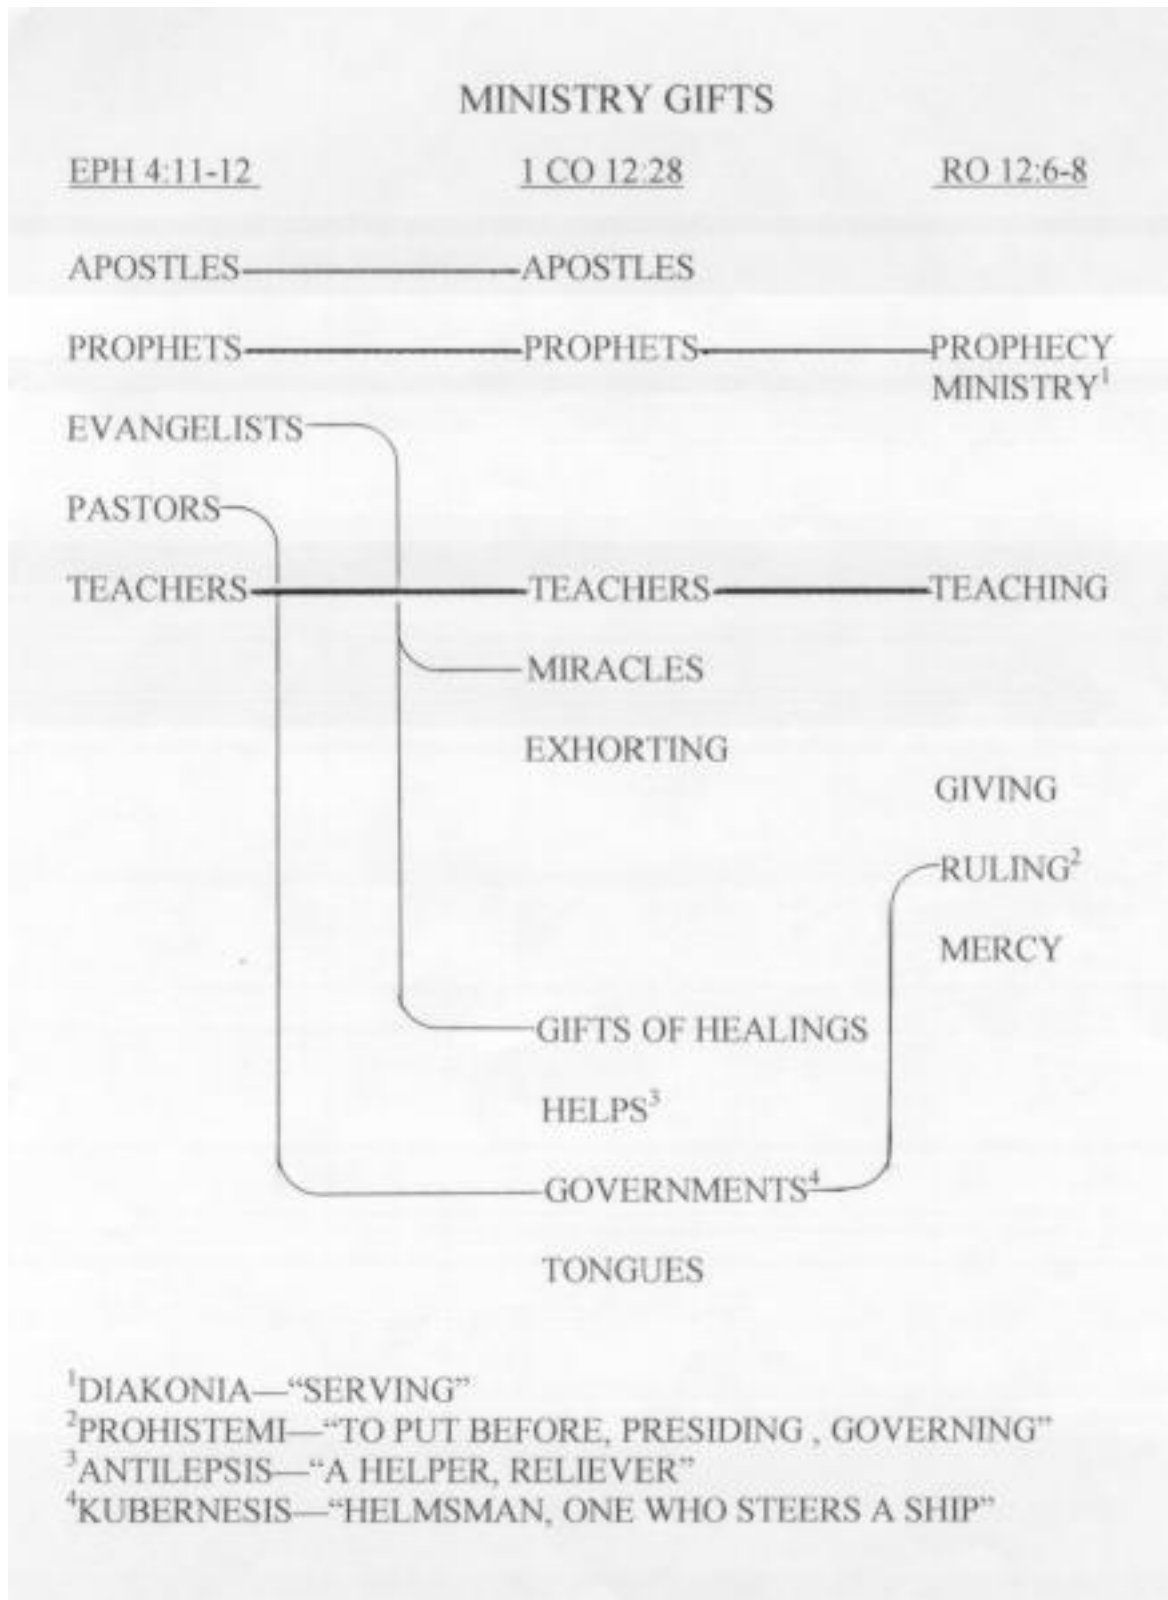 MINISTRY GIFTS
EPH 4:11-12 1 CO 12:28 RO 12:6-8
APOSTLES APOSTLES
PROPHETS PROPHETS PROPHECY
MINISTRY¹
EVANGELISTS
PASTORS
TEACHERS TEACHERS TEACHING
MIRACLES
EXHORTING
GIVING
RULING²
MERCY
GIFTS OF HEALINGS
HELPS³
GOVERNMENTS⁴
TONGUES
¹DIAKONIA—“SERVING”
²PROHISTEMI—“TO PUT BEFORE, PRESIDING , GOVERNING”
³ANTILEPSIS—“A HELPER, RELIEVER”
⁴KUBERNESIS—“HELMSMAN, ONE WHO STEERS A SHIP”